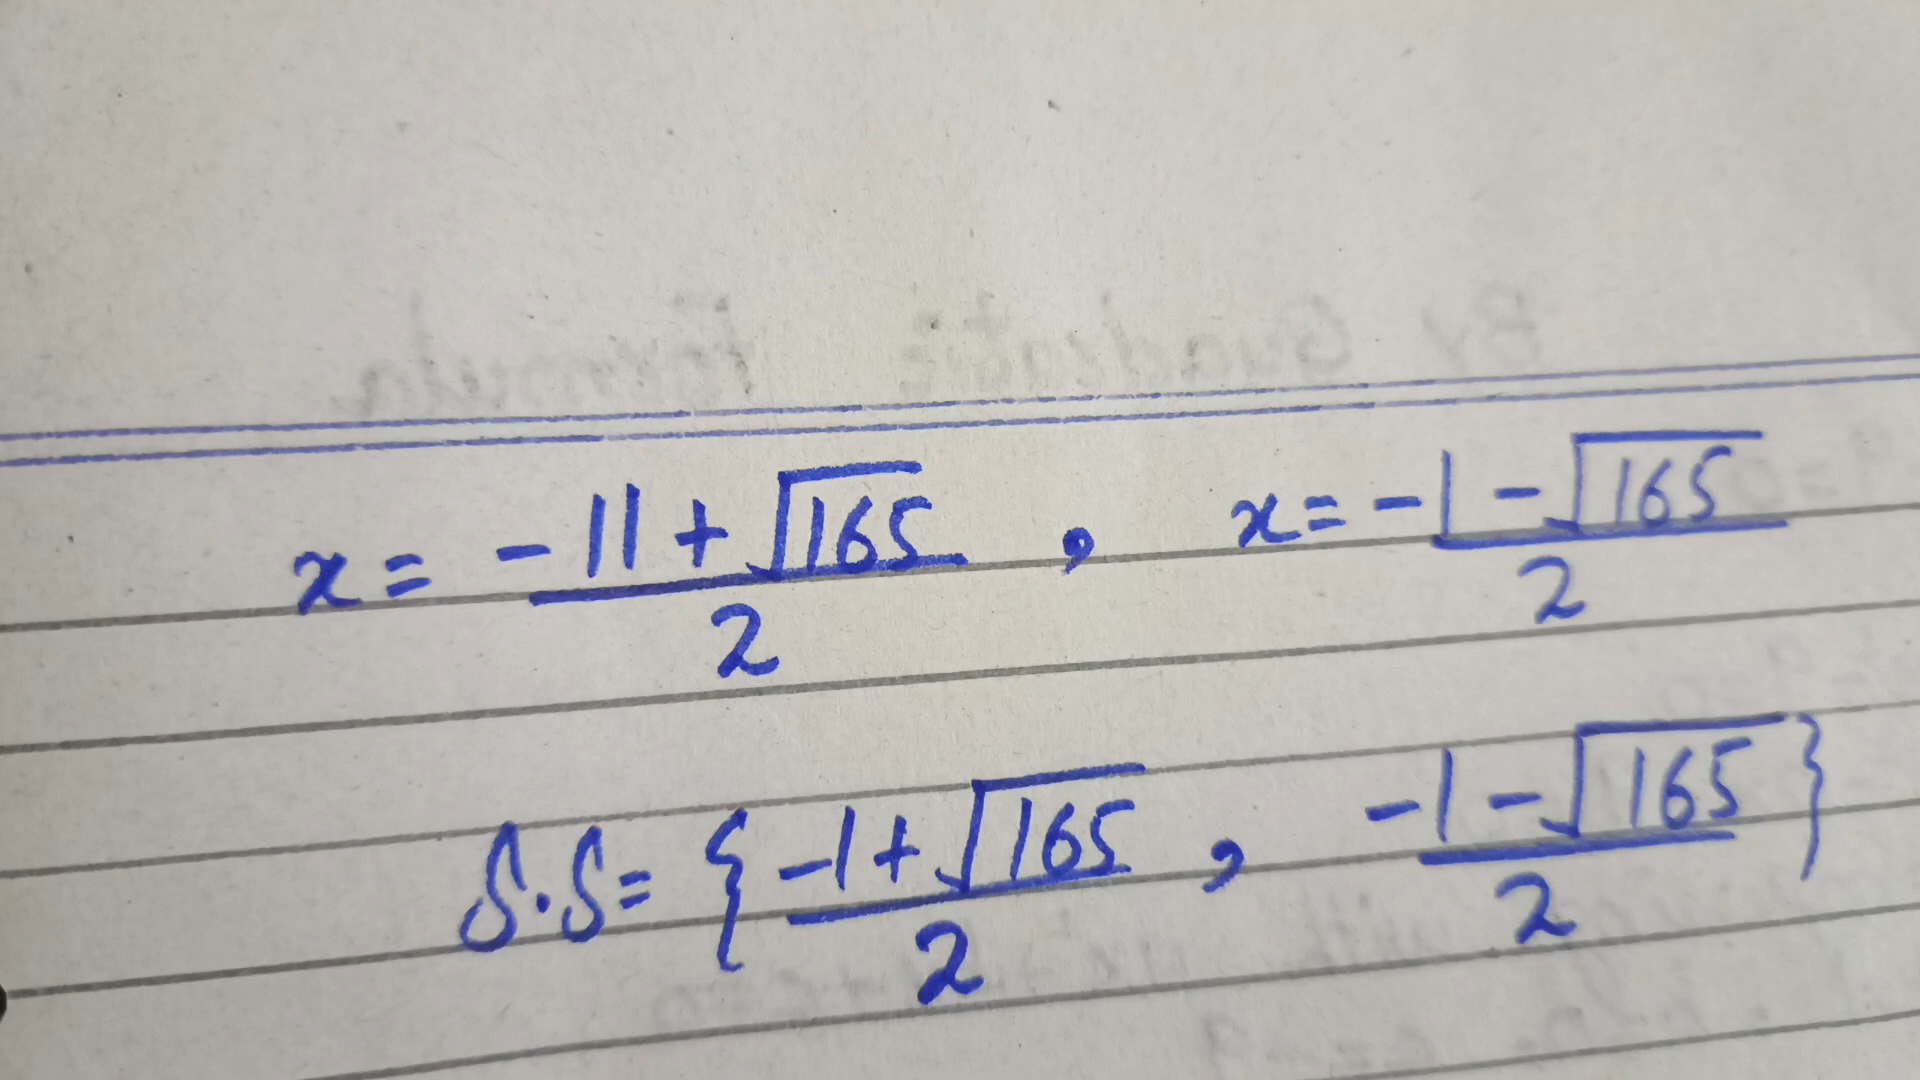 x = (-11 + √165)/2 , x = (-1 - √165)/2
S.S = { (-1 + √165)/2 , (-1 - √165)/2 }